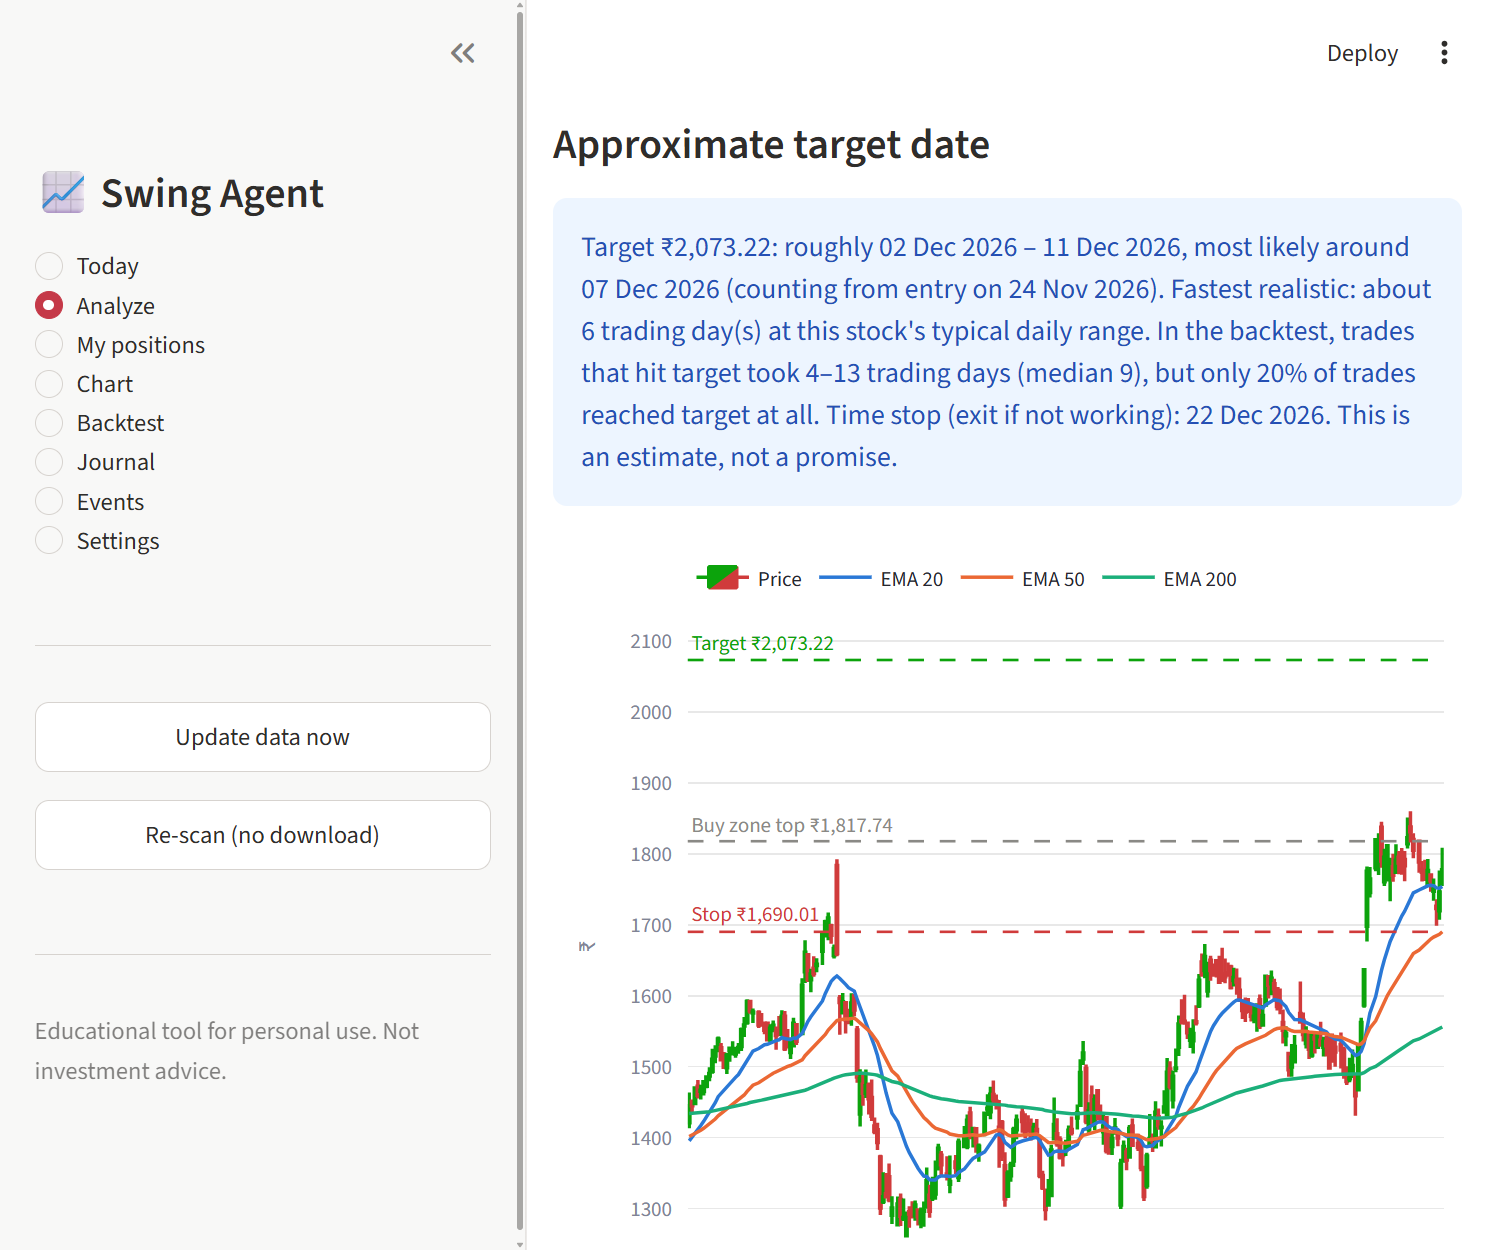 Deploy
Swing Agent
Today
Analyze
My positions
Chart
Backtest
Journal
Events
Settings
Update data now
Re-scan (no download)
Educational tool for personal use. Not
investment advice.
Approximate target date
Target ₹2,073.22: roughly 02 Dec 2026 – 11 Dec 2026, most likely around
07 Dec 2026 (counting from entry on 24 Nov 2026). Fastest realistic: about
6 trading day(s) at this stock's typical daily range. In the backtest, trades
that hit target took 4–13 trading days (median 9), but only 20% of trades
reached target at all. Time stop (exit if not working): 22 Dec 2026. This is
an estimate, not a promise.
Price EMA 20 EMA 50 EMA 200
2100
Target ₹2,073.22
2000
1900
Buy zone top ₹1,817.74
1800
Stop ₹1,690.01
1700
₹
1600
1500
1400
1300